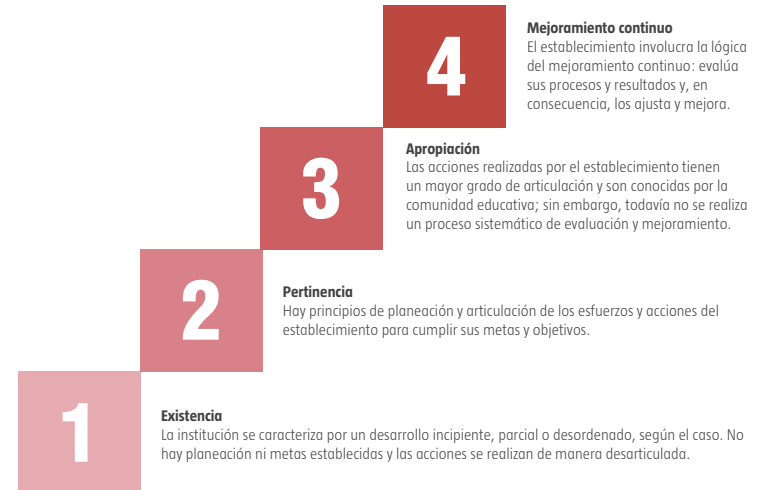 4
Mejoramiento continuo
El establecimiento involucra la lógica
del mejoramiento continuo: evalúa
sus procesos y resultados y, en
consecuencia, los ajusta y mejora.
3
Apropiación
Las acciones realizadas por el establecimiento tienen
un mayor grado de articulación y son conocidas por la
comunidad educativa; sin embargo, todavía no se realiza
un proceso sistemático de evaluación y mejoramiento.
2
Pertinencia
Hay principios de planeación y articulación de los esfuerzos y acciones del
establecimiento para cumplir sus metas y objetivos.
1
Existencia
La institución se caracteriza por un desarrollo incipiente, parcial o desordenado, según el caso. No
hay planeación ni metas establecidas y las acciones se realizan de manera desarticulada.